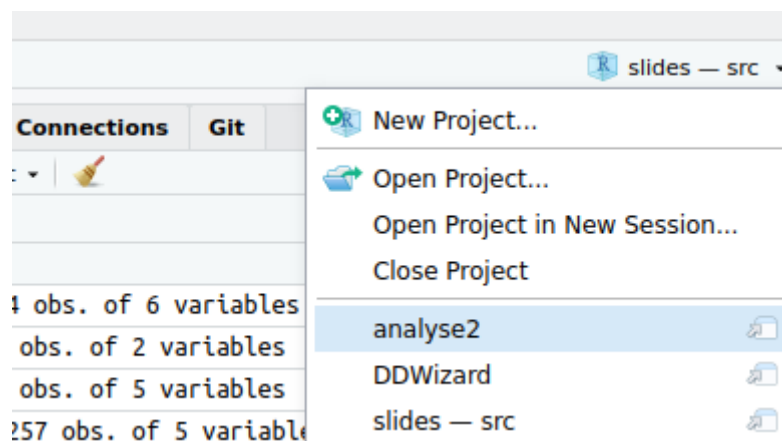 slides — src
New Project...
Connections Git
Open Project...
Open Project in New Session...
Close Project
4 obs. of 6 variables
analyse2
obs. of 2 variables
DDWizard
obs. of 5 variables
slides — src
257 obs. of 5 variable